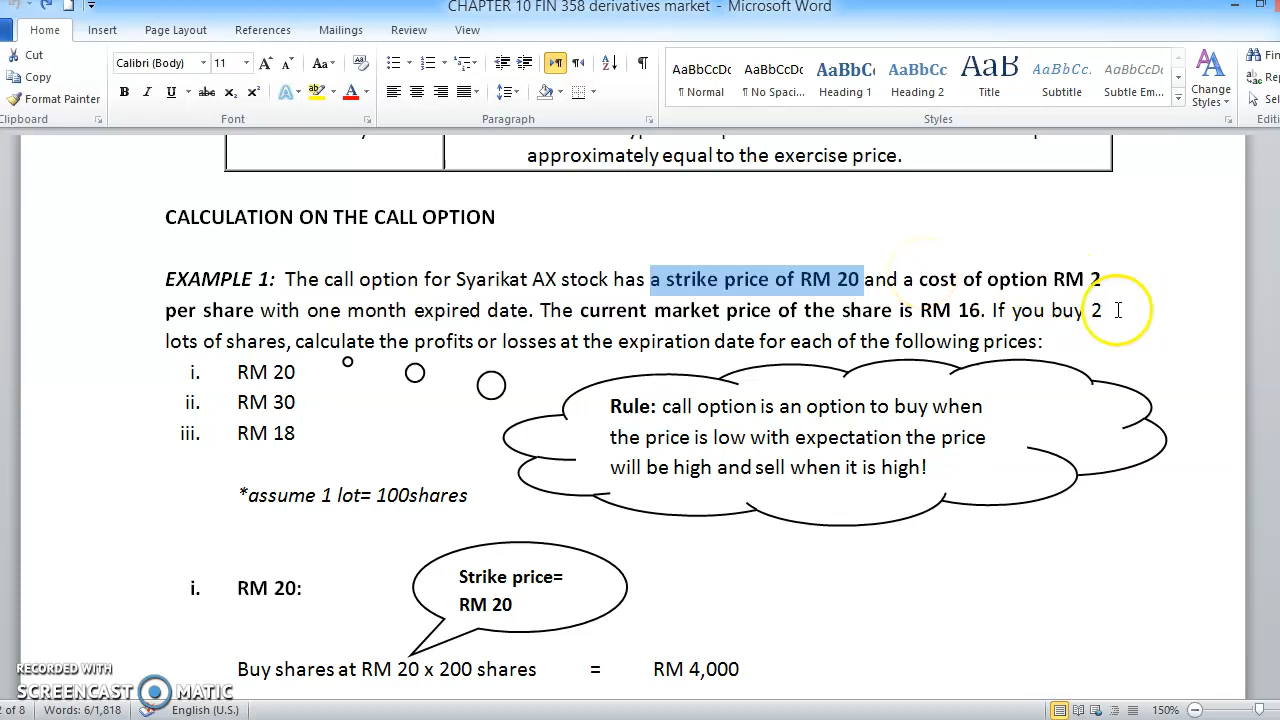 CHAPTER 10 FIN 358 derivatives market - Microsoft Word
Home Insert Page Layout References Mailings Review View
Cut
Copy
Format Painter
Clipboard
Calibri (Body) 11
Font
Paragraph
AaBbCcDc AaBbCcDc AaBbC AaBbCc AaB AaBbCc. AaBbCcDc
¶ Normal ¶ No Spaci... Heading 1 Heading 2 Title Subtitle Subtle Em...
Styles
Change
Styles
approximately equal to the exercise price.
CALCULATION ON THE CALL OPTION
EXAMPLE 1: The call option for Syarikat AX stock has a strike price of RM 20 and a cost of option RM 2
per share with one month expired date. The current market price of the share is RM 16. If you buy 2
lots of shares, calculate the profits or losses at the expiration date for each of the following prices:
i. RM 20
ii. RM 30
iii. RM 18
Rule: call option is an option to buy when
the price is low with expectation the price
will be high and sell when it is high!
*assume 1 lot= 100shares
i. RM 20:
Strike price=
RM 20
Buy shares at RM 20 x 200 shares = RM 4,000
RECORDED WITH
SCREENCAST MATIC
2 of 8 Words: 6/1,818 English (U.S.) 150%